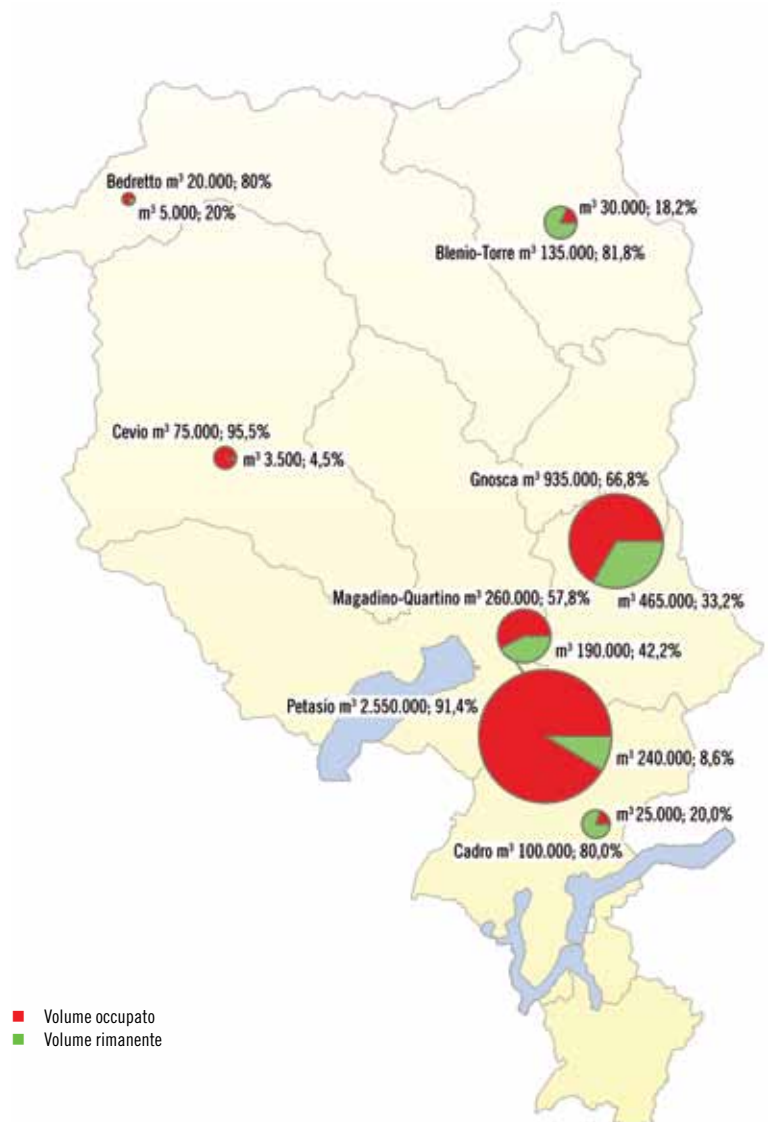 Bedretto m³ 20.000; 80%
m³ 5.000; 20%
m³ 30.000; 18,2%
Blenio-Torre m³ 135.000; 81,8%
Cevio m³ 75.000; 95,5%
m³ 3.500; 4,5%
Gnosca m³ 935.000; 66,8%
m³ 465.000; 33,2%
Magadino-Quartino m³ 260.000; 57,8%
m³ 190.000; 42,2%
Petasio m³ 2.550.000; 91,4%
m³ 240.000; 8,6%
m³ 25.000; 20,0%
Cadro m³ 100.000; 80,0%
Volume occupato
Volume rimanente